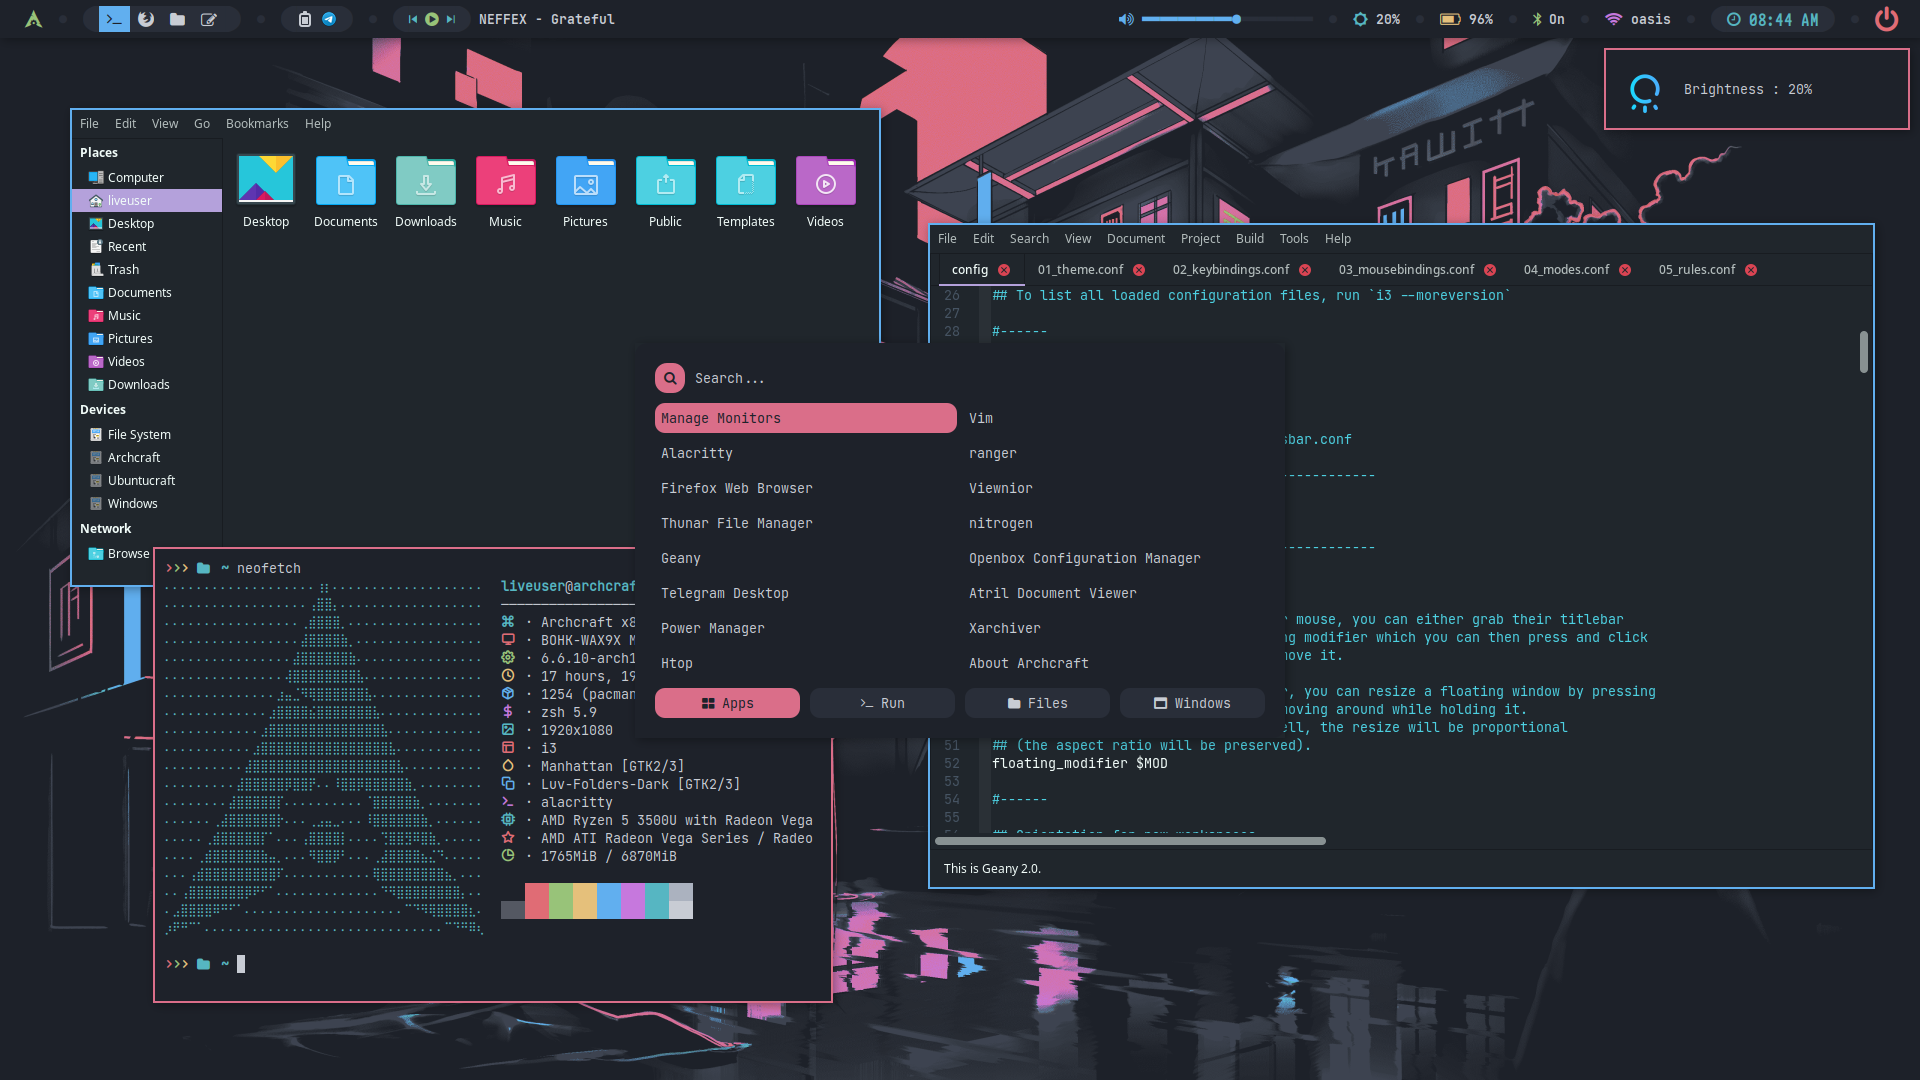 NEFFEX - Grateful
20%
96%
On
oasis
08:44 AM
Brightness : 20%
File Edit View Go Bookmarks Help
Places
Computer
liveuser
Desktop
Recent
Trash
Documents
Music
Pictures
Videos
Downloads
Devices
File System
Archcraft
Ubuntucraft
Windows
Network
Browse
Desktop Documents Downloads Music Pictures Public Templates Videos
KAWITT
File Edit Search View Document Project Build Tools Help
config 01_theme.conf 02_keybindings.conf 03_mousebindings.conf 04_modes.conf 05_rules.conf
26 ## To list all loaded configuration files, run `i3 --moreversion`
27
28 #------
sbar.conf
------------
------------
r mouse, you can either grab their titlebar
ng modifier which you can then press and click
move it.
r, you can resize a floating window by pressing
moving around while holding it.
ell, the resize will be proportional
51 ## (the aspect ratio will be preserved).
52 floating_modifier $MOD
53
54 #------
55
This is Geany 2.0.
Search...
Manage Monitors Vim
Alacritty ranger
Firefox Web Browser Viewnior
Thunar File Manager nitrogen
Geany Openbox Configuration Manager
Telegram Desktop Atril Document Viewer
Power Manager Xarchiver
Htop About Archcraft
Apps >_ Run Files Windows
>>> ~ neofetch
liveuser@archcraf
· Archcraft x8
· BOHK-WAX9X M
· 6.6.10-arch1
· 17 hours, 19
· 1254 (pacman
· zsh 5.9
· 1920x1080
· i3
· Manhattan [GTK2/3]
· Luv-Folders-Dark [GTK2/3]
· alacritty
· AMD Ryzen 5 3500U with Radeon Vega
· AMD ATI Radeon Vega Series / Radeo
· 1765MiB / 6870MiB
>>> ~